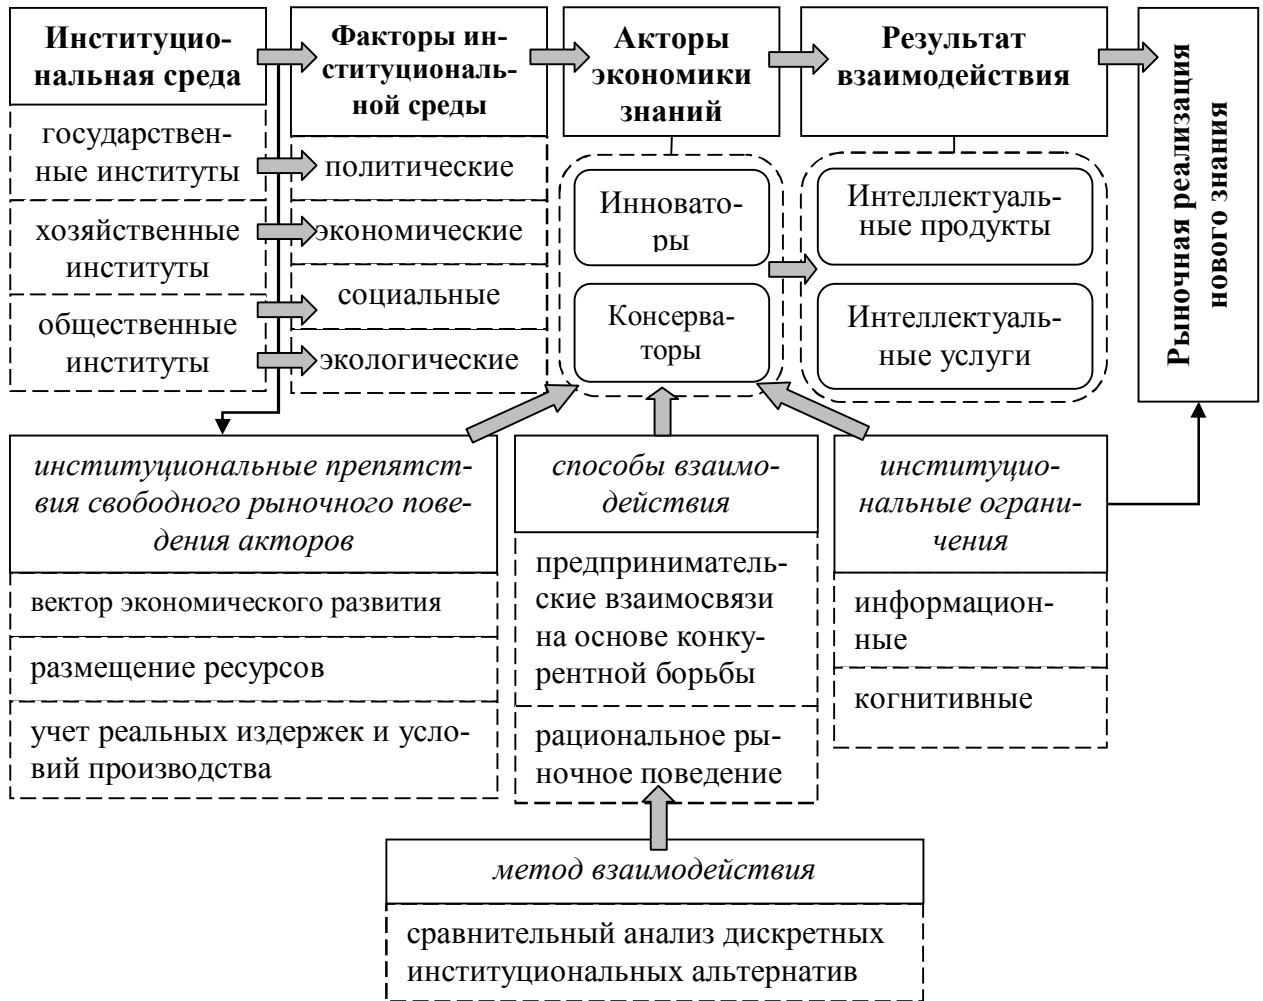 Институцио-
нальная среда
государствен-
ные институты
хозяйственные
институты
общественные
институты
Факторы ин-
ституциональ-
ной среды
политические
экономические
социальные
экологические
Акторы
экономики
знаний
Инновато-
ры
Консерва-
торы
Результат
взаимодействия
Интеллектуаль-
ные продукты
Интеллектуаль-
ные услуги
Рыночная реализация
нового знания
институциональные препятст-
вия свободного рыночного пове-
дения акторов
вектор экономического развития
размещение ресурсов
учет реальных издержек и усло-
вий производства
способы взаимо-
действия
предприниматель-
ские взаимосвязи
на основе конку-
рентной борьбы
рациональное ры-
ночное поведение
институцио-
нальные ограни-
чения
информацион-
ные
когнитивные
метод взаимодействия
сравнительный анализ дискретных
институциональных альтернатив